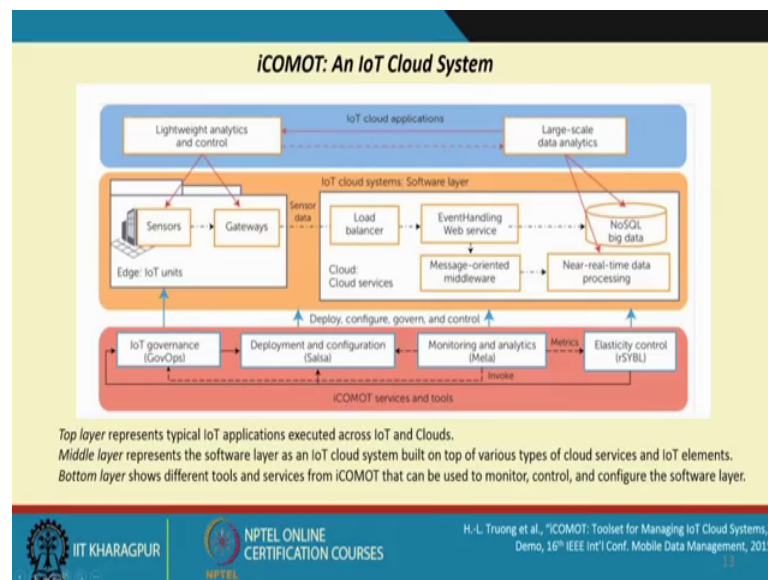 iCOMOT: An IoT Cloud System
IoT cloud applications
Lightweight analytics
and control
Large-scale
data analytics
IoT cloud systems: Software layer
Sensors
Gateways
Edge: IoT units
Sensor
data
Load
balancer
EventHandling
Web service
NoSQL
big data
Cloud:
Cloud services
Message-oriented
middleware
Near-real-time data
processing
Deploy, configure, govern, and control
IoT governance
(GovOps)
Deployment and configuration
(Salsa)
Monitoring and analytics
(Mela)
Metrics
Elasticity control
(rSYBL)
Invoke
iCOMOT services and tools
Top layer represents typical IoT applications executed across IoT and Clouds.
Middle layer represents the software layer as an IoT cloud system built on top of various types of cloud services and IoT elements.
Bottom layer shows different tools and services from iCOMOT that can be used to monitor, control, and configure the software layer.
IIT KHARAGPUR
NPTEL
NPTEL ONLINE
CERTIFICATION COURSES
H.-L. Truong et al., "iCOMOT: Toolset for Managing IoT Cloud Systems,
Demo, 16th IEEE Int'l Conf. Mobile Data Management, 201
13